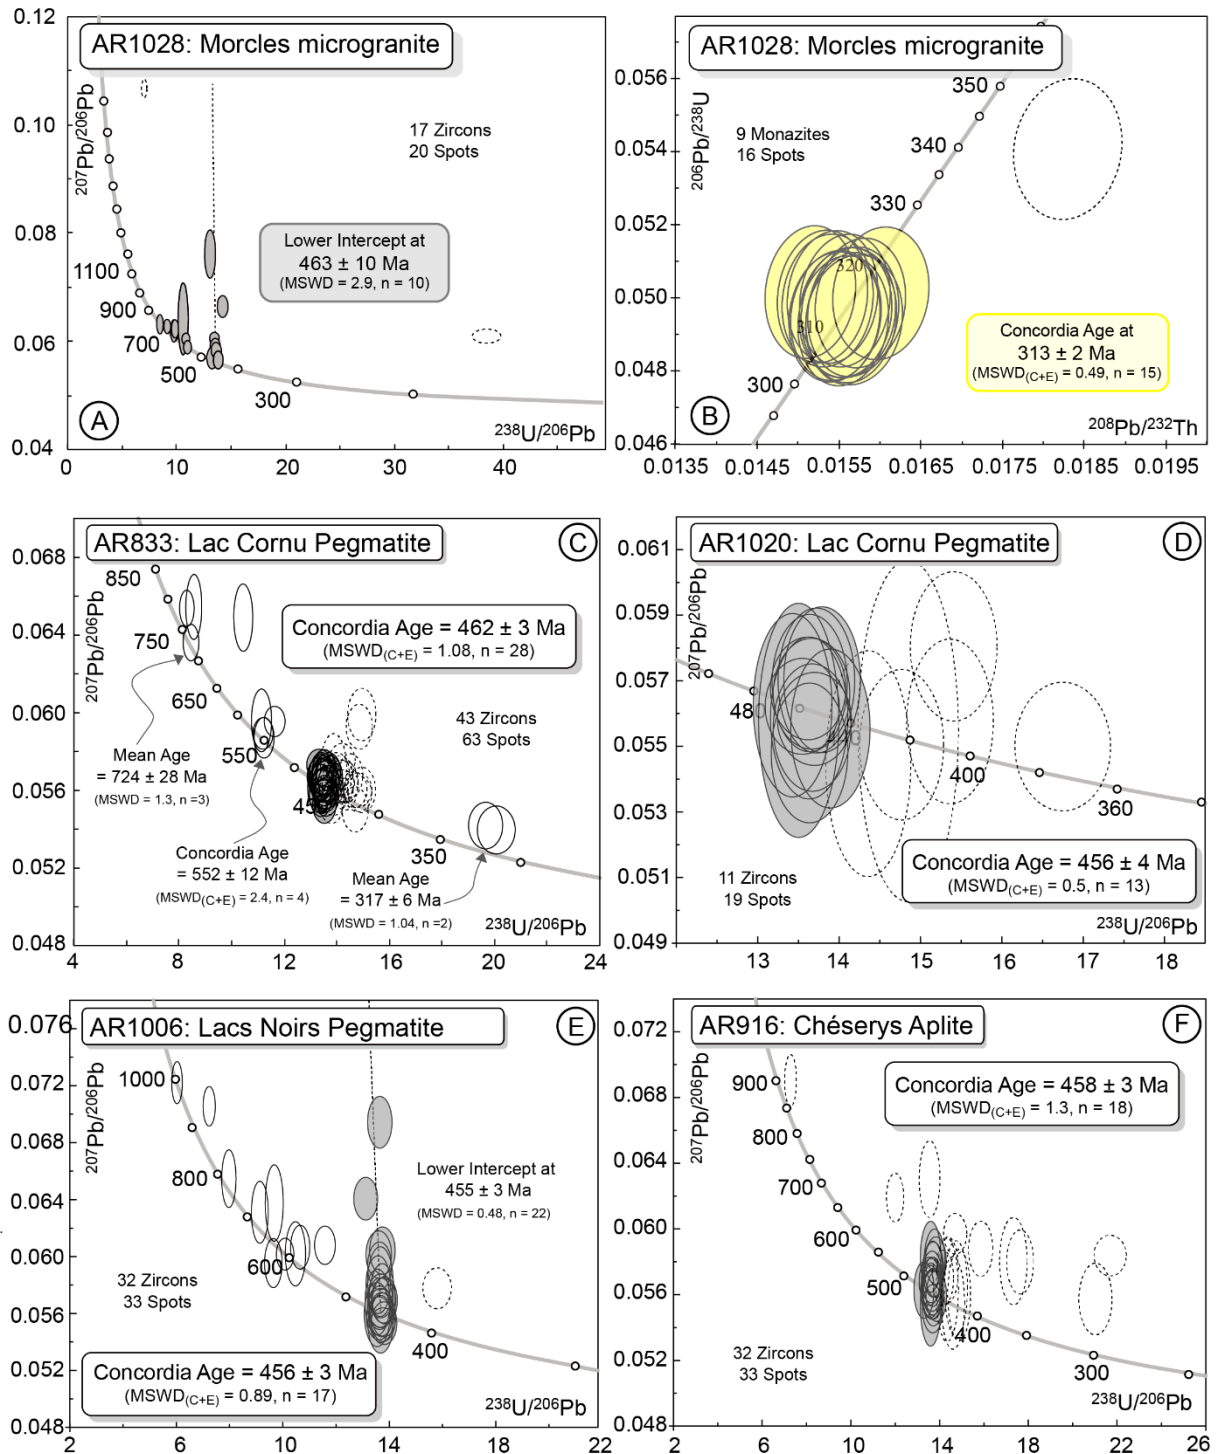 AR1028: Morcles microgranite
0.12
0.10
0.08
0.06
0.04
207Pb/206Pb
17 Zircons
20 Spots
Lower Intercept at
463 ± 10 Ma
(MSWD = 2.9, n = 10)
1100
900
700
500
300
A
238U/206Pb
0
10
20
30
40
AR1028: Morcles microgranite
0.056
0.054
0.052
0.050
0.048
0.046
206Pb/238U
9 Monazites
16 Spots
350
340
330
320
310
300
Concordia Age at
313 ± 2 Ma
(MSWD(C+E) = 0.49, n = 15)
B
208Pb/232Th
0.0135
0.0145
0.0155
0.0165
0.0175
0.0185
0.0195
AR833: Lac Cornu Pegmatite
C
0.068
0.064
0.060
0.056
0.052
0.048
207Pb/206Pb
850
750
650
550
450
350
Concordia Age = 462 ± 3 Ma
(MSWD(C+E) = 1.08, n = 28)
43 Zircons
63 Spots
Mean Age
= 724 ± 28 Ma
(MSWD = 1.3, n=3)
Concordia Age
= 552 ± 12 Ma
(MSWD(C+E) = 2.4, n = 4)
Mean Age
= 317 ± 6 Ma
(MSWD = 1.04, n=2)
238U/206Pb
4
8
12
16
20
24
AR1020: Lac Cornu Pegmatite
D
0.061
0.059
0.057
0.055
0.053
0.051
0.049
207Pb/206Pb
480
440
400
360
Concordia Age = 456 ± 4 Ma
(MSWD(C+E) = 0.5, n = 13)
11 Zircons
19 Spots
238U/206Pb
13
14
15
16
17
18
AR1006: Lacs Noirs Pegmatite
E
0.076
0.072
0.068
0.064
0.060
0.056
0.052
0.048
207Pb/206Pb
1000
800
600
400
Lower Intercept at
455 ± 3 Ma
(MSWD = 0.48, n = 22)
32 Zircons
33 Spots
Concordia Age = 456 ± 3 Ma
(MSWD(C+E) = 0.89, n = 17)
238U/206Pb
2
6
10
14
18
22
AR916: Chéserys Aplite
F
0.072
0.068
0.064
0.060
0.056
0.052
0.048
207Pb/206Pb
900
800
700
600
500
400
300
Concordia Age = 458 ± 3 Ma
(MSWD(C+E) = 1.3, n = 18)
32 Zircons
33 Spots
238U/206Pb
2
6
10
14
18
22
26